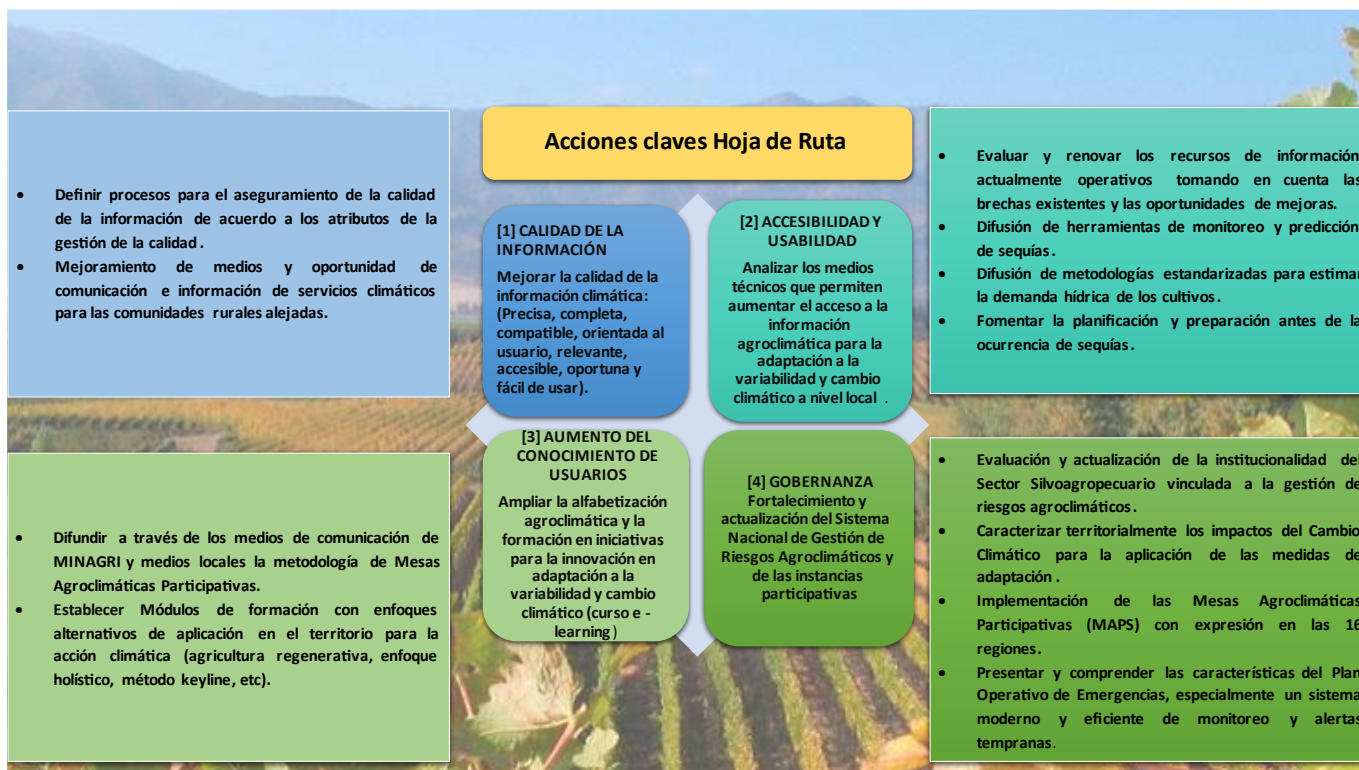 Acciones claves Hoja de Ruta
• Definir procesos para el aseguramiento de la calidad
de la información de acuerdo a los atributos de la
gestión de la calidad.
• Mejoramiento de medios y oportunidad de
comunicación e información de servicios climáticos
para las comunidades rurales alejadas.
[1] CALIDAD DE LA
INFORMACIÓN
Mejorar la calidad de la
información climática:
(Precisa, completa,
compatible, orientada al
usuario, relevante,
accesible, oportuna y
fácil de usar).
[2] ACCESIBILIDAD Y
USABILIDAD
Analizar los medios
técnicos que permiten
aumentar el acceso a la
información
agroclimática para la
adaptación a la
variabilidad y cambio
climático a nivel local .
• Evaluar y renovar los recursos de información
actualmente operativos tomando en cuenta las
brechas existentes y las oportunidades de mejoras.
• Difusión de herramientas de monitoreo y predicción
de sequías.
• Difusión de metodologías estandarizadas para estimar
la demanda hídrica de los cultivos.
• Fomentar la planificación y preparación antes de la
ocurrencia de sequías.
• Difundir a través de los medios de comunicación de
MINAGRI y medios locales la metodología de Mesas
Agroclimáticas Participativas.
• Establecer Módulos de formación con enfoques
alternativos de aplicación en el territorio para la
acción climática (agricultura regenerativa, enfoque
holístico, método keyline, etc).
[3] AUMENTO DEL
CONOCIMIENTO DE
USUARIOS
Ampliar la alfabetización
agroclimática y la
formación en iniciativas
para la innovación en
adaptación a la
variabilidad y cambio
climático (curso e -
learning)
[4] GOBERNANZA
Fortalecimiento y
actualización del Sistema
Nacional de Gestión de
Riesgos Agroclimáticos y
de las instancias
participativas
• Evaluación y actualización de la institucionalidad del
Sector Silvoagropecuario vinculada a la gestión de
riesgos agroclimáticos.
• Caracterizar territorialmente los impactos del Cambio
Climático para la aplicación de las medidas de
adaptación .
• Implementación de las Mesas Agroclimáticas
Participativas (MAPS) con expresión en las 16
regiones.
• Presentar y comprender las características del Plan
Operativo de Emergencias, especialmente un sistema
moderno y eficiente de monitoreo y alertas
tempranas.